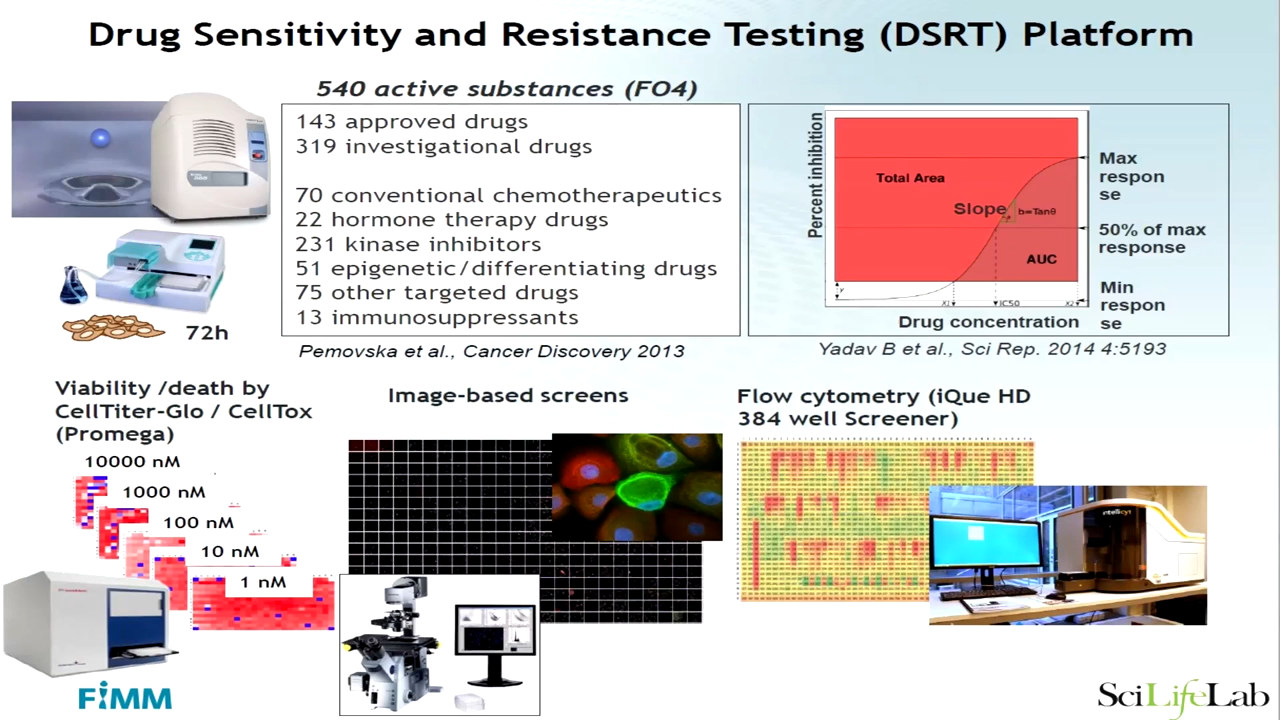 Drug Sensitivity and Resistance Testing (DSRT) Platform
540 active substances (FO4)
143 approved drugs
319 investigational drugs
70 conventional chemotherapeutics
22 hormone therapy drugs
231 kinase inhibitors
51 epigenetic/differentiating drugs
75 other targeted drugs
13 immunosuppressants
Pemovska et al., Cancer Discovery 2013
72h
Percent inhibition
Total Area
Slope
b=Tanθ
AUC
y
X1
IC50
X2
Drug concentration
Max
respon
se
50% of max
response
Min
respon
se
Yadav B et al., Sci Rep. 2014 4:5193
Viability /death by
CellTiter-Glo / CellTox
(Promega)
10000 nM
1000 nM
100 nM
10 nM
1 nM
Image-based screens
Flow cytometry (iQue HD
384 well Screener)
intellicyt
FIMM
SciLifeLab